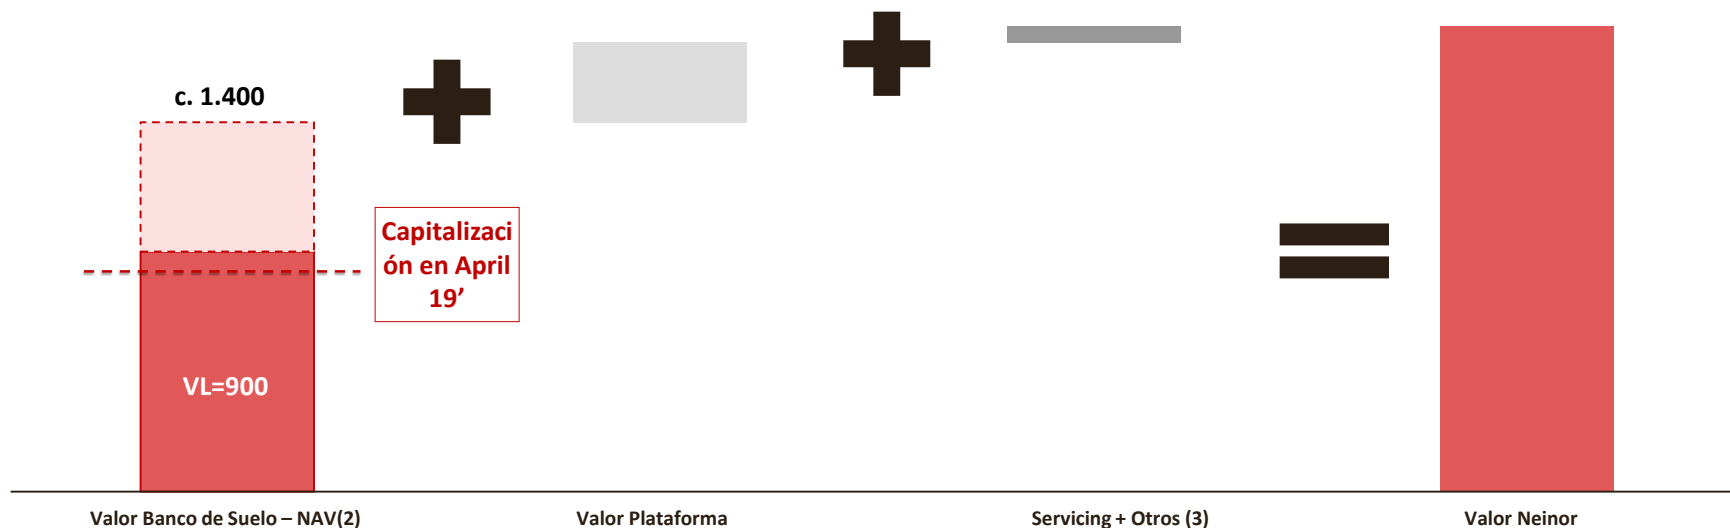 c. 1.400
Capitalizaci
ón en April
19’
VL=900
Valor Banco de Suelo – NAV(2)
Valor Plataforma
Servicing + Otros (3)
Valor Neinor